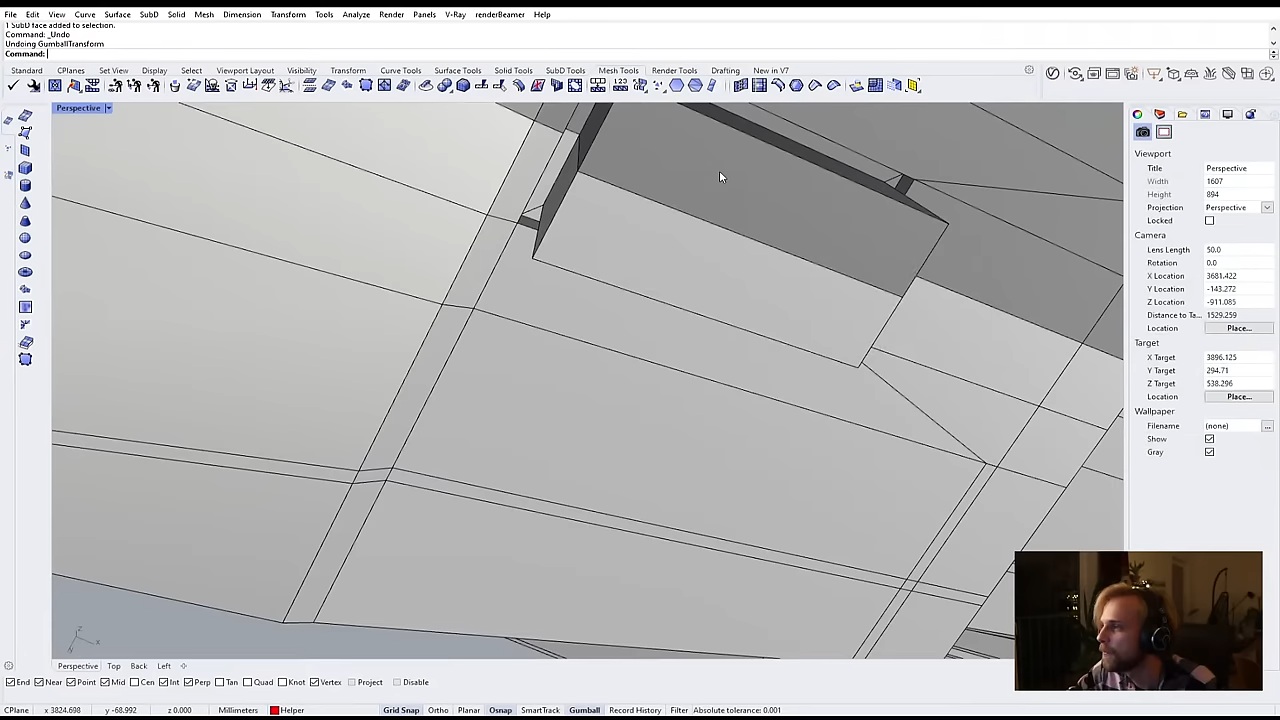 File Edit View Curve Surface SubD Solid Mesh Dimension Transform Tools Analyze Render Panels V-Ray renderBeamer Help
1 SubD face added to selection.
Command: _Undo
Undoing GumballTransform
Command:
Standard CPlanes Set View Display Select Viewport Layout Visibility Transform Curve Tools Surface Tools Solid Tools SubD Tools Mesh Tools Render Tools Drafting New in V7
Perspective
Viewport
Title Perspective
Width 1607
Height 894
Projection Perspective
Locked
Camera
Lens Length 50.0
Rotation 0.0
X Location 3681.422
Y Location -143.272
Z Location -911.085
Distance to Ta... 1529.259
Location Place...
Target
X Target 3896.125
Y Target 294.71
Z Target 538.296
Location Place...
Wallpaper
Filename (none) ...
Show
Gray
z
x
y
Perspective Top Back Left
End Near Point Mid Cen Int Perp Tan Quad Knot Vertex Project Disable
CPlane x 3824.698 y -68.992 z 0.000 Millimeters Helper Grid Snap Ortho Planar Osnap SmartTrack Gumball Record History Filter Absolute tolerance: 0.001